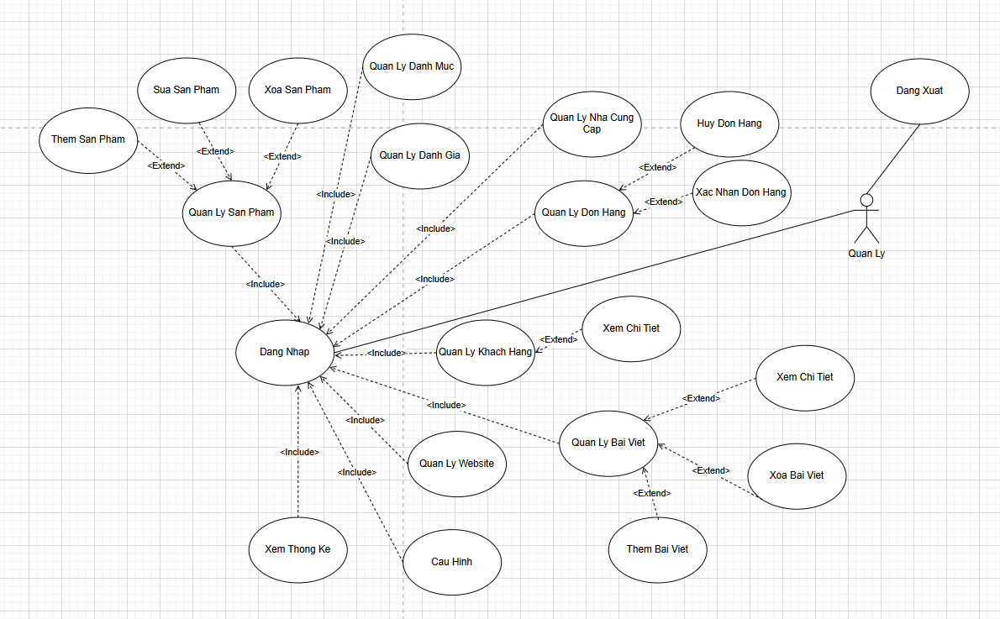 Quan Ly Danh Muc
Sua San Pham
Xoa San Pham
Dang Xuat
Them San Pham
Quan Ly Nha Cung
Cap
Huy Don Hang
<Extend>
<Extend>
<Extend>
Quan Ly Danh Gia
<Extend>
Quan Ly San Pham
<Include>
Quan Ly Don Hang
<Extend>
Xac Nhan Don Hang
<Include>
<Include>
Quan Ly
<Include>
<Include>
Dang Nhap
<Include>
Quan Ly Khach Hang
<Extend>
Xem Chi Tiet
Xem Chi Tiet
<Include>
<Extend>
<Include>
Quan Ly Bai Viet
<Include>
<Include>
Quan Ly Website
<Extend>
Xoa Bai Viet
<Extend>
Xem Thong Ke
Cau Hinh
Them Bai Viet